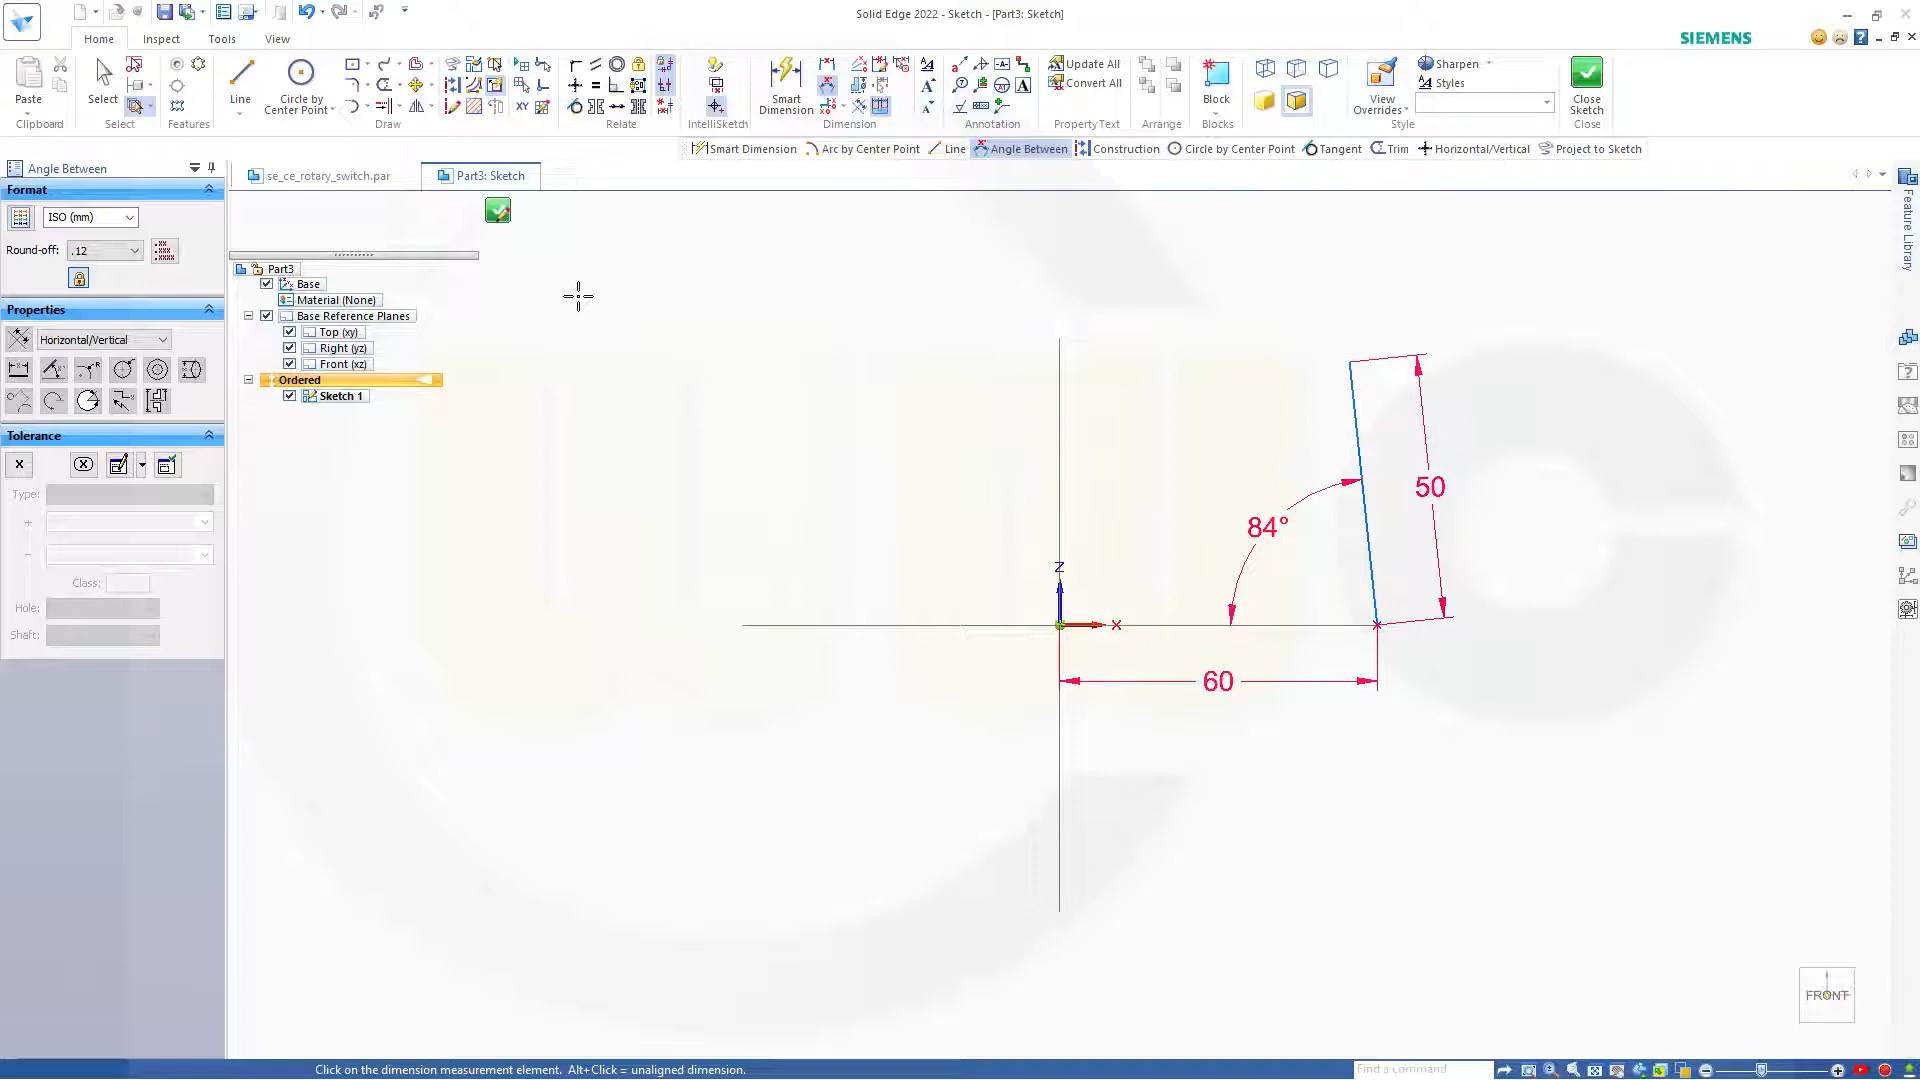 Solid Edge 2022 - Sketch - [Part3: Sketch]
Home
Inspect
Tools
View
SIEMENS
Paste
Clipboard
Select
Select
Features
Line
Circle by
Center Point
Draw
Relate
IntelliSketch
Smart
Dimension
Dimension
Annotation
Update All
Convert All
Property Text
Arrange
Block
Blocks
View
Overrides
Sharpen
Styles
Style
Close
Sketch
Close
Smart Dimension
Arc by Center Point
Line
Angle Between
Construction
Circle by Center Point
Tangent
Trim
Horizontal/Vertical
Project to Sketch
Angle Between
Format
ISO (mm)
Round-off:
.12
Properties
Horizontal/Vertical
Tolerance
Type:
+
-
Class:
Hole:
Shaft:
se_ce_rotary_switch.par
Part3: Sketch
Part3
Base
Material (None)
Base Reference Planes
Top (xy)
Right (yz)
Front (xz)
Ordered
Sketch 1
50
84°
60
Z
X
FRONT
Feature Library
Click on the dimension measurement element. Alt+Click = unaligned dimension.
Find a command